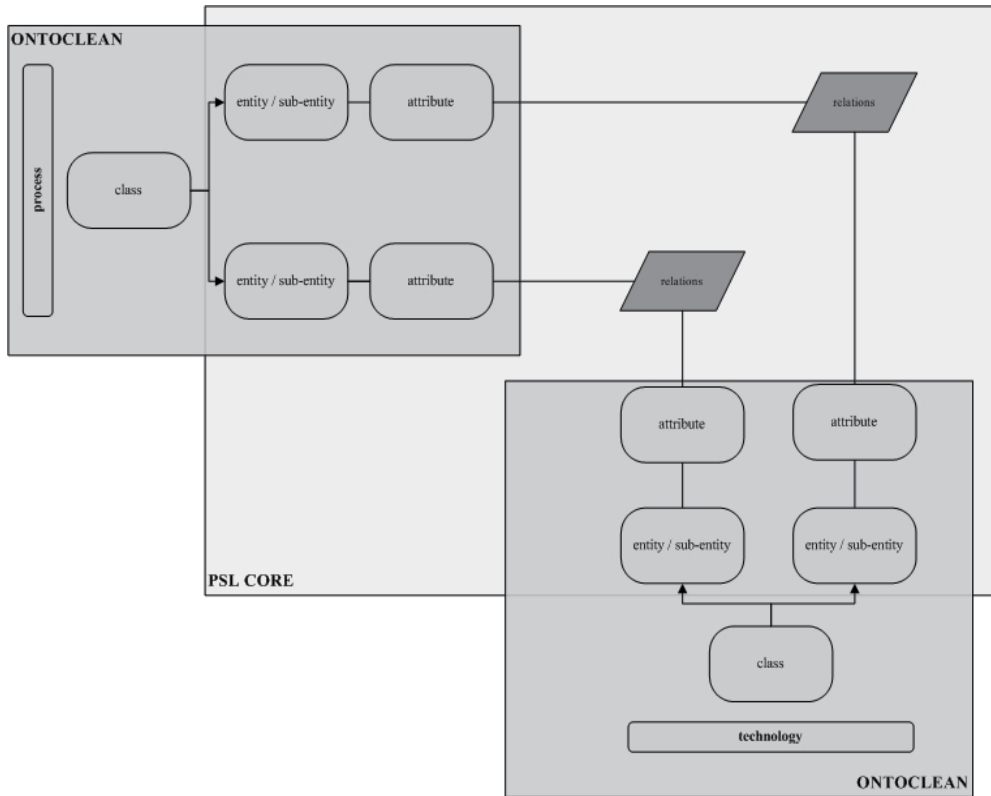 ONTOCLEAN
process
class
entity / sub-entity
attribute
relations
entity / sub-entity
attribute
relations
attribute
attribute
entity / sub-entity
entity / sub-entity
PSL CORE
class
technology
ONTOCLEAN